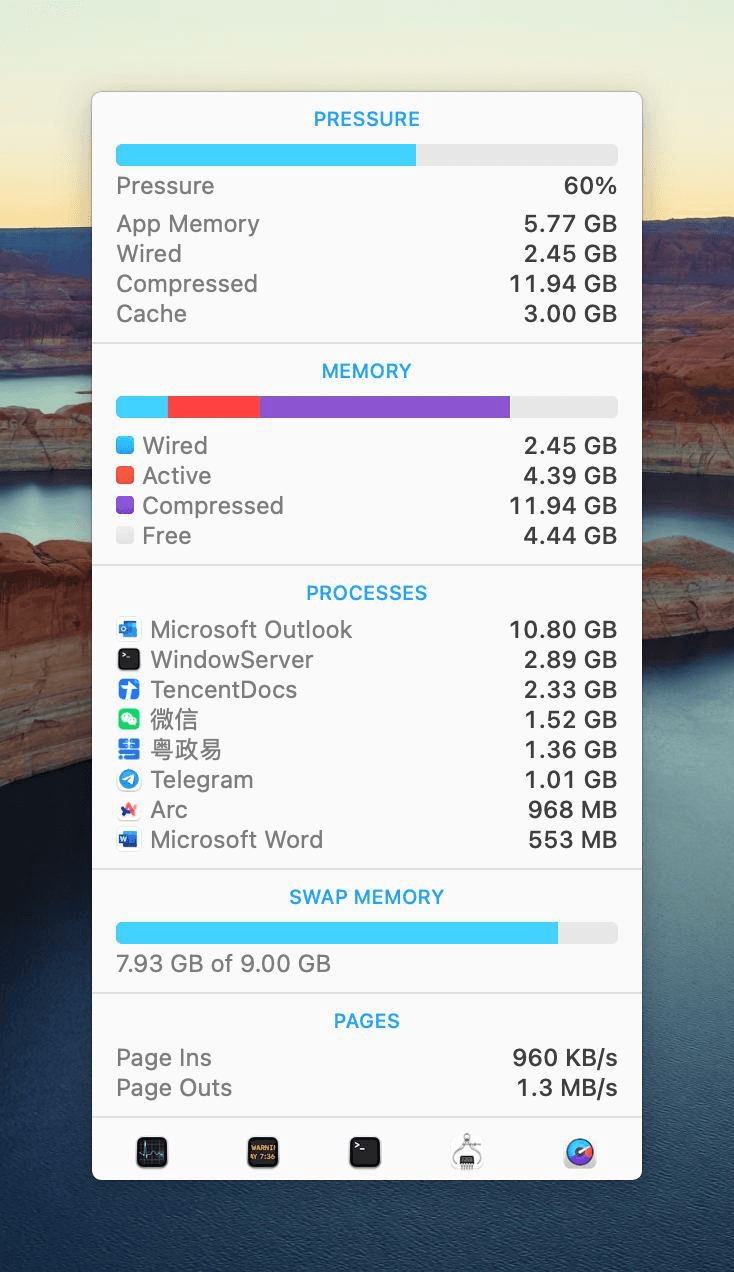 PRESSURE
Pressure 60%
App Memory 5.77 GB
Wired 2.45 GB
Compressed 11.94 GB
Cache 3.00 GB
MEMORY
Wired 2.45 GB
Active 4.39 GB
Compressed 11.94 GB
Free 4.44 GB
PROCESSES
Microsoft Outlook 10.80 GB
WindowServer 2.89 GB
TencentDocs 2.33 GB
微信 1.52 GB
粤政易 1.36 GB
Telegram 1.01 GB
Arc 968 MB
Microsoft Word 553 MB
SWAP MEMORY
7.93 GB of 9.00 GB
PAGES
Page Ins 960 KB/s
Page Outs 1.3 MB/s
WARNI
AY 7:36